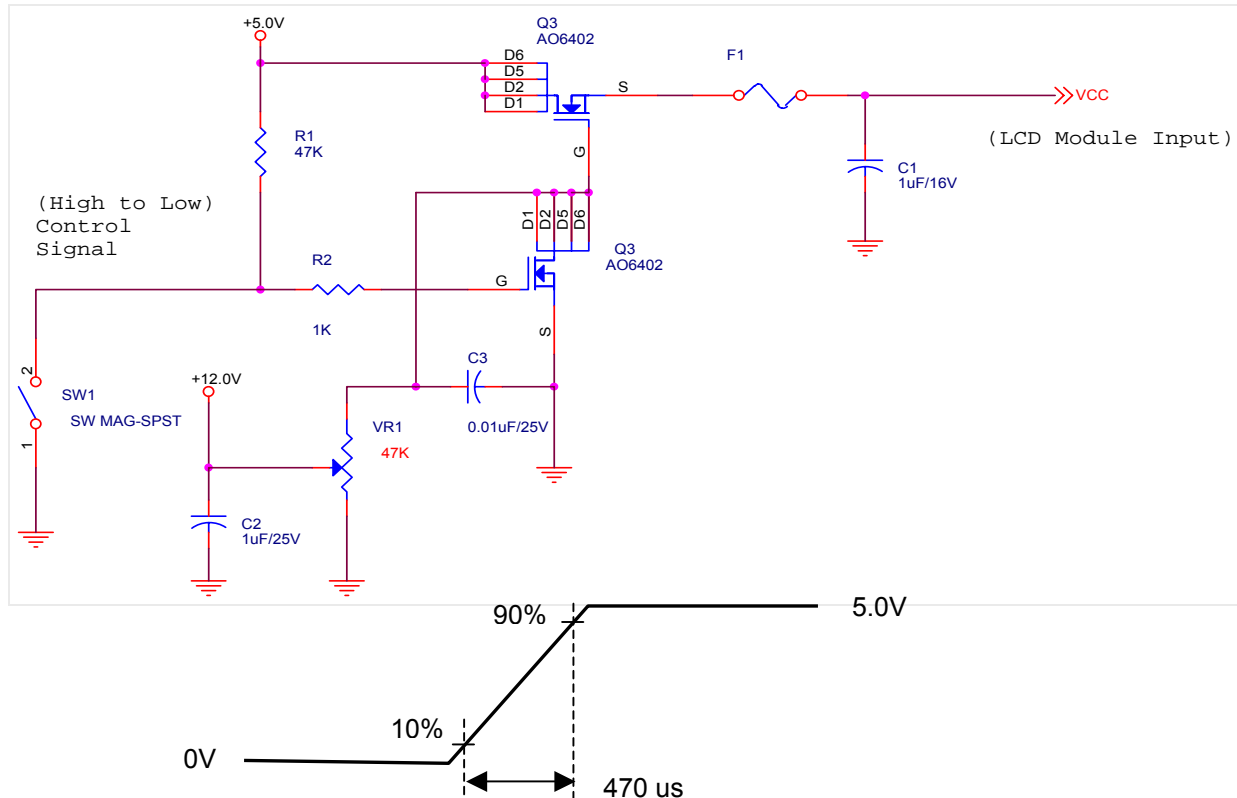 +5.0V
Q3
AO6402
D6
D5
D2
D1
S
G
F1
VCC
(LCD Module Input)
R1
47K
C1
1uF/16V
(High to Low)
Control
Signal
D1
D2
D5
D6
Q3
AO6402
R2
1K
G
S
2
1
SW1
SW MAG-SPST
+12.0V
C3
0.01uF/25V
VR1
47K
C2
1uF/25V
90%
5.0V
10%
0V
470 us